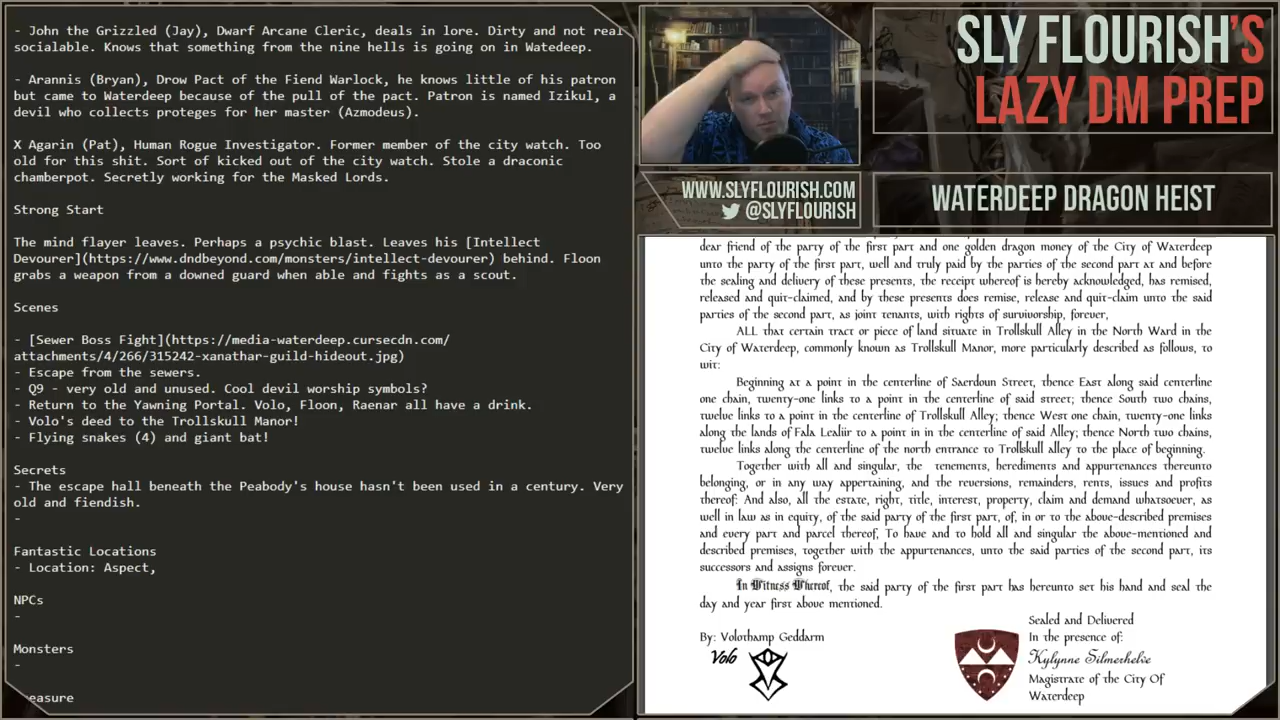 - John the Grizzled (Jay), Dwarf Arcane Cleric, deals in lore. Dirty and not real
socialable. Knows that something from the nine hells is going on in Watedeep.
- Arannis (Bryan), Drow Pact of the Fiend Warlock, he knows little of his patron
but came to Waterdeep because of the pull of the pact. Patron is named Izikul, a
devil who collects proteges for her master (Azmodeus).
X Agarin (Pat), Human Rogue Investigator. Former member of the city watch. Too
old for this shit. Sort of kicked out of the city watch. Stole a draconic
chamberpot. Secretly working for the Masked Lords.
Strong Start
The mind flayer leaves. Perhaps a psychic blast. Leaves his [Intellect
Devourer](https://www.dndbeyond.com/monsters/intellect-devourer) behind. Floon
grabs a weapon from a downed guard when able and fights as a scout.
Scenes
- [Sewer Boss Fight](https://media-waterdeep.cursecdn.com/
attachments/4/266/315242-xanathar-guild-hideout.jpg)
- Escape from the sewers.
- Q9 - very old and unused. Cool devil worship symbols?
- Return to the Yawning Portal. Volo, Floon, Raenar all have a drink.
- Volo's deed to the Trollskull Manor!
- Flying snakes (4) and giant bat!
Secrets
- The escape hall beneath the Peabody's house hasn't been used in a century. Very
old and fiendish.
-
Fantastic Locations
- Location: Aspect,
NPCs
-
Monsters
-
easure
SLY FLOURISH'S
LAZY DM PREP
WWW.SLYFLOURISH.COM
@SLYFLOURISH
WATERDEEP DRAGON HEIST
dear friend of the party of the first part and one golden dragon money of the City of Waterdeep
unto the party of the first part, well and truly paid by the parties of the second part at and before
the sealing and delivery of these presents, the receipt whereof is hereby acknowledged, has remised,
released and quit-claimed, and by these presents does remise, release and quit-claim unto the said
parties of the second part, as joint tenants, with rights of survivorship, forever,
ALL that certain tract or piece of land situate in Trollskull Alley in the North Ward in the
City of Waterdeep, commonly known as Trollskull Manor, more particularly described as follows, to
wit:
Beginning at a point in the centerline of Saerdoun Street, thence East along said centerline
one chain, twenty-one links to a point in the centerline of said street; thence South two chains,
twelve links to a point in the centerline of Trollskull Alley; thence West one chain, twenty-one links
along the lands of Fala Lealiir to a point in in the centerline of said Alley; thence North two chains,
twelve links along the centerline of the north entrance to Trollskull alley to the place of beginning.
Together with all and singular, the tenements, herediments and appurtenances thereunto
belonging, or in any way appertaining, and the reversions, remainders, rents, issues and profits
thereof: And also, all the estate, right, title, interest, property, claim and demand whatsoever, as
well in law as in equity, of the said party of the first part, of, in or to the above-described premises
and every part and parcel thereof, To have and to hold all and singular the above-mentioned and
described premises, together with the appurtenances, unto the said parties of the second part, its
successors and assigns forever.
In Witness Whereof, the said party of the first part has hereunto set his hand and seal the
day and year first above mentioned.
By: Volothamp Geddarm
Volo
Sealed and Delivered
In the presence of:
Kylynne Silmerhelve
Magistrate of the City Of
Waterdeep